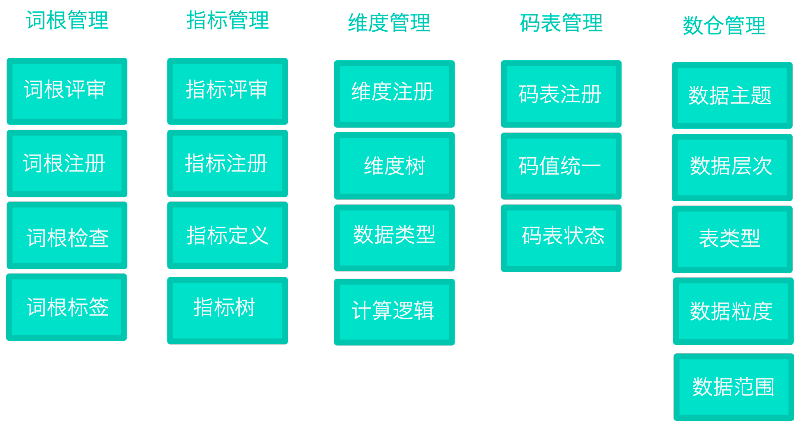 词根管理
词根评审
词根注册
词根检查
词根标签
指标管理
指标评审
指标注册
指标定义
指标树
维度管理
维度注册
维度树
数据类型
计算逻辑
码表管理
码表注册
码值统一
码表状态
数仓管理
数据主题
数据层次
表类型
数据粒度
数据范围